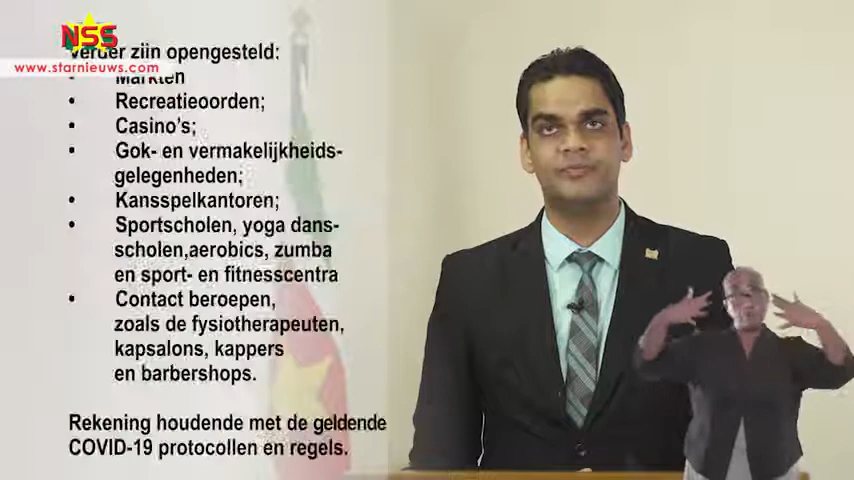 NSS
www.starnieuws.com
Verder zijn opengesteld:
• Markten
• Recreatieoorden;
• Casino's;
• Gok- en vermakelijkheids-
gelegenheden;
• Kansspelkantoren;
• Sportscholen, yoga dans-
scholen,aerobics, zumba
en sport- en fitnesscentra
• Contact beroepen,
zoals de fysiotherapeuten,
kapsalons, kappers
en barbershops.
Rekening houdende met de geldende
COVID-19 protocollen en regels.